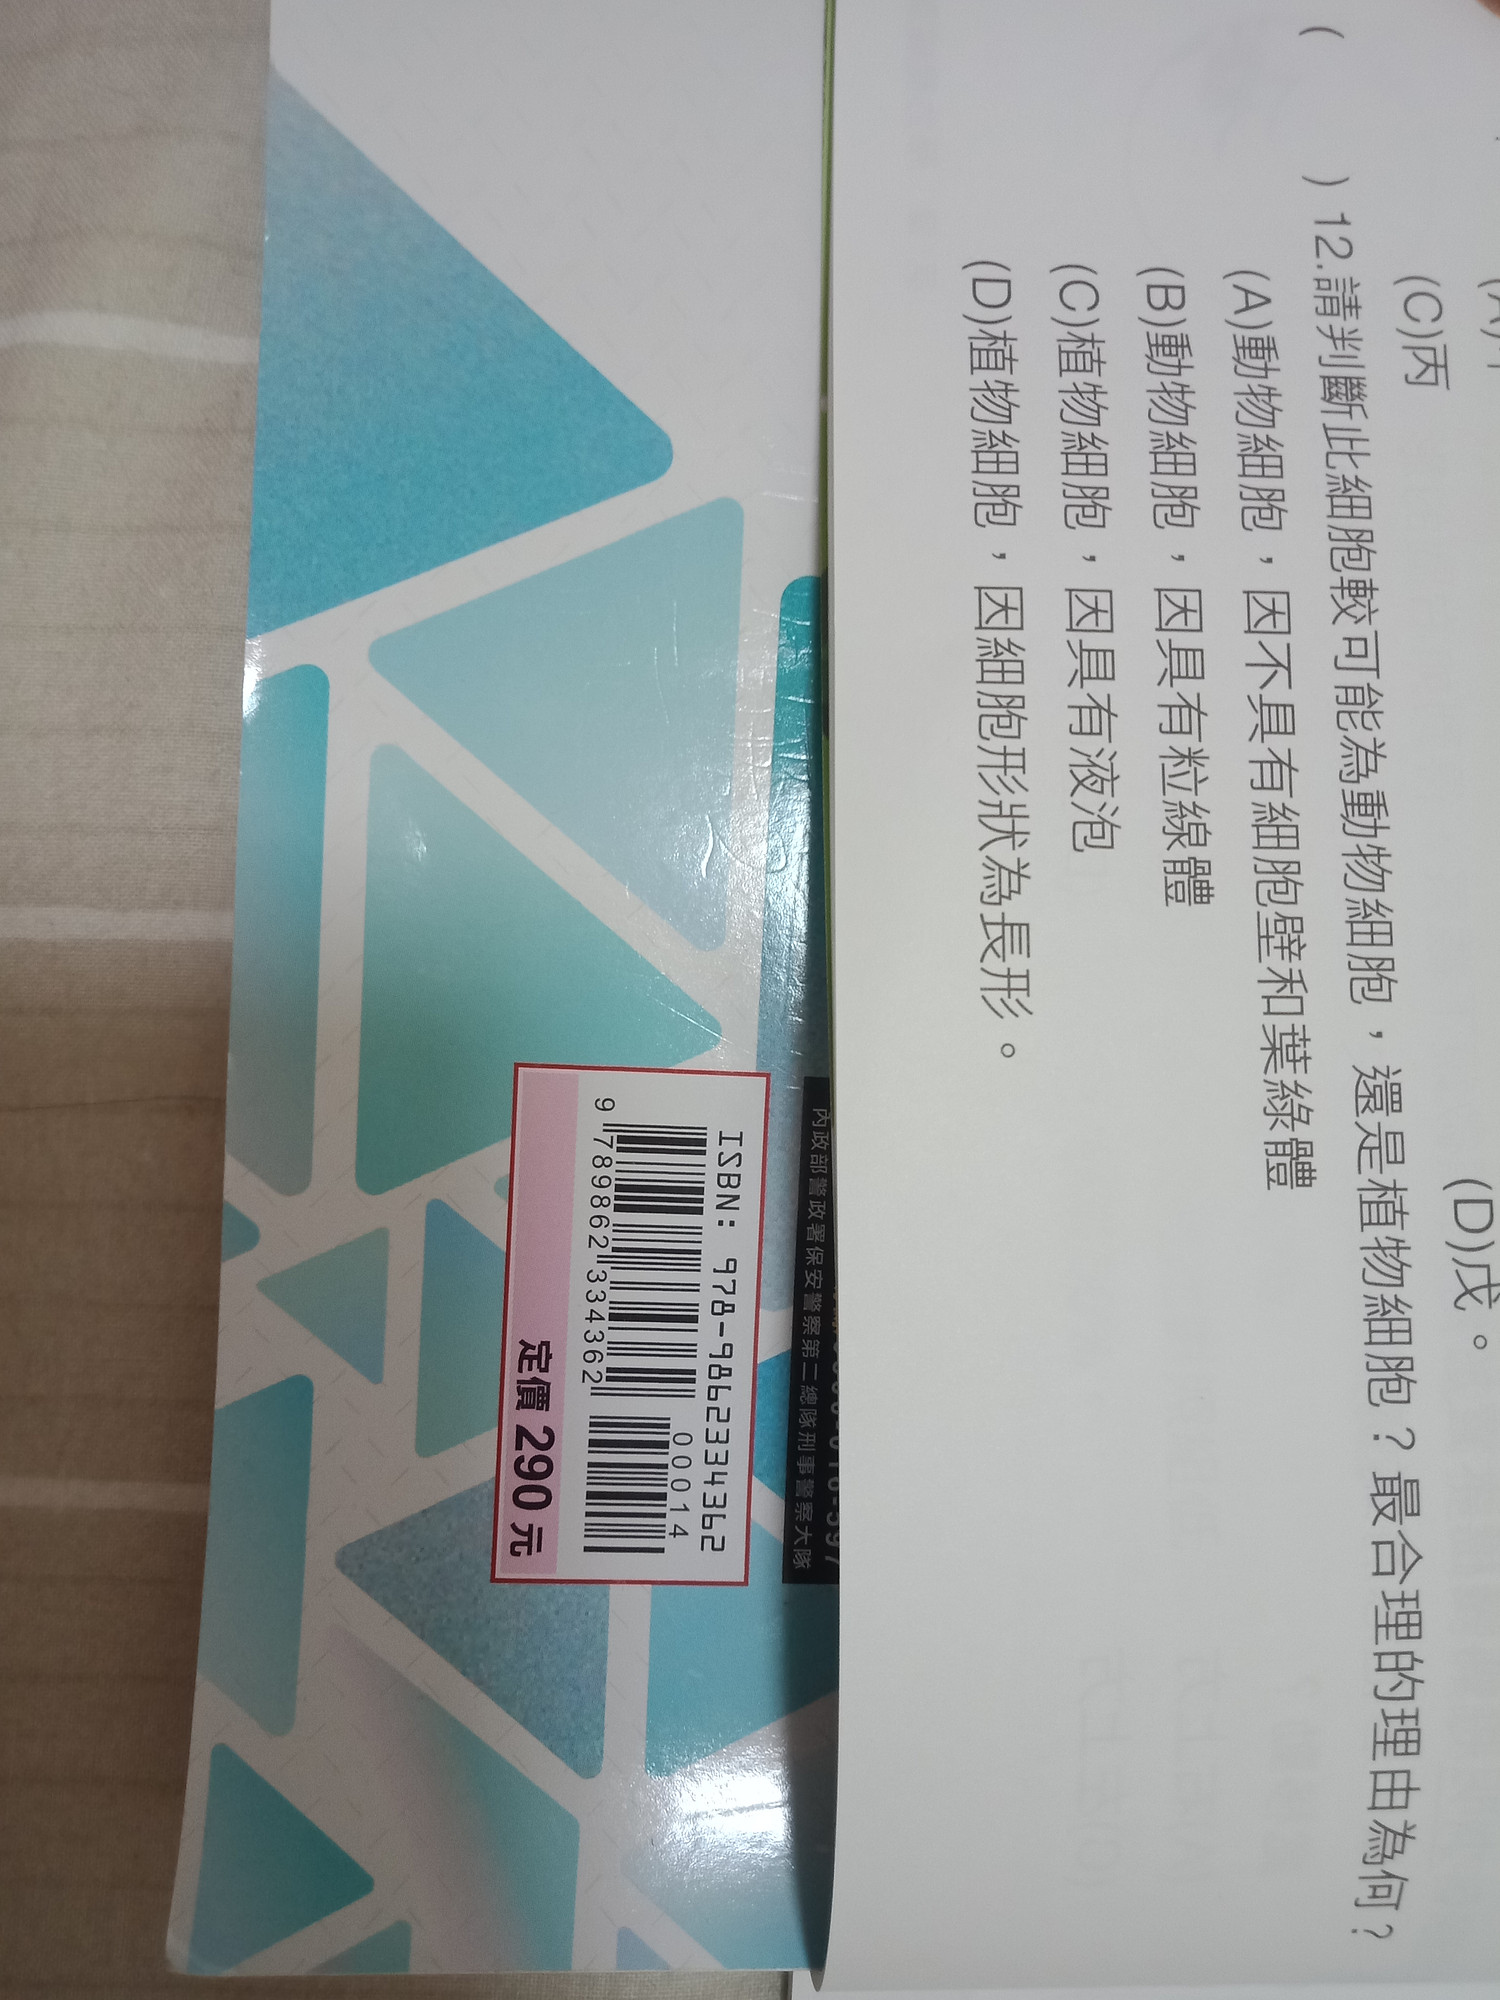 (C)丙 (D)戊。
( ) 12.請判斷此細胞較可能為動物細胞，還是植物細胞？最合理的理由為何？
(A)動物細胞，因不具有細胞壁和葉綠體
(B)動物細胞，因具有粒線體
(C)植物細胞，因具有液泡
(D)植物細胞，因細胞形狀為長形。
內政部警政署保安警察第二總隊刑事警察大隊
ISBN: 978-9862334362
00014
9 789862 334362
定價 290 元